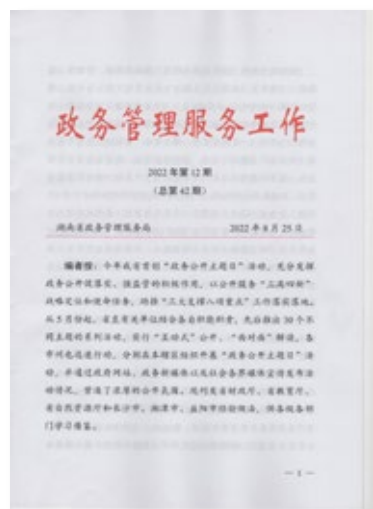 政务管理服务工作
2022年第12期
（总第42期）
湖南省政务管理服务局 2022年8月25日
编者按：今年我省首创“政务公开主题日”活动，充分发挥
政务公开促落实、强监管的积极作用，以公开服务“三高四新”
战略定位和使命任务，助推“三大支撑八项重点”工作落实落地。
从5月份起，省直有关单位结合各自职能职责，先后推出30个不
同主题的系列活动，实行“互动式”公开、“面对面”解读。各
市州迅速行动，分别在本辖区组织开展“政务公开主题日”活
动，并通过政府网站、政务新媒体以及社会各界媒体宣传发布活
动情况，营造了浓厚的公开氛围。现刊发省财政厅、省教育厅、
省自然资源厅和长沙市、湘潭市、益阳市经验做法，供各级各部
门学习借鉴。
— 1 —